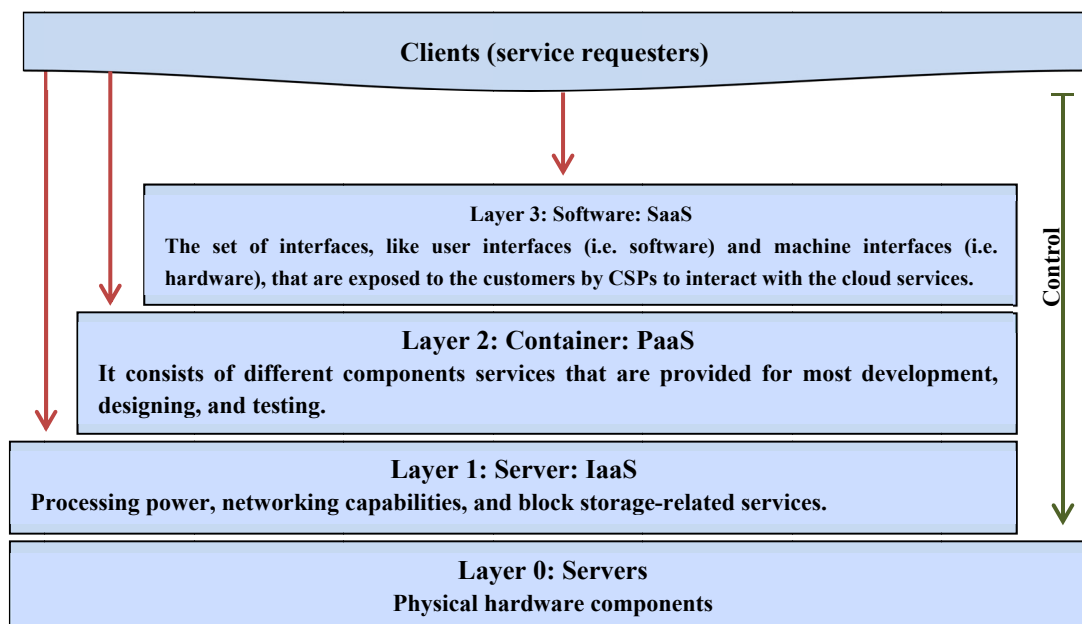 Clients (service requesters)
Layer 3: Software: SaaS
The set of interfaces, like user interfaces (i.e. software) and machine interfaces (i.e.
hardware), that are exposed to the customers by CSPs to interact with the cloud services.
Control
Layer 2: Container: PaaS
It consists of different components services that are provided for most development,
designing, and testing.
Layer 1: Server: IaaS
Processing power, networking capabilities, and block storage-related services.
Layer 0: Servers
Physical hardware components